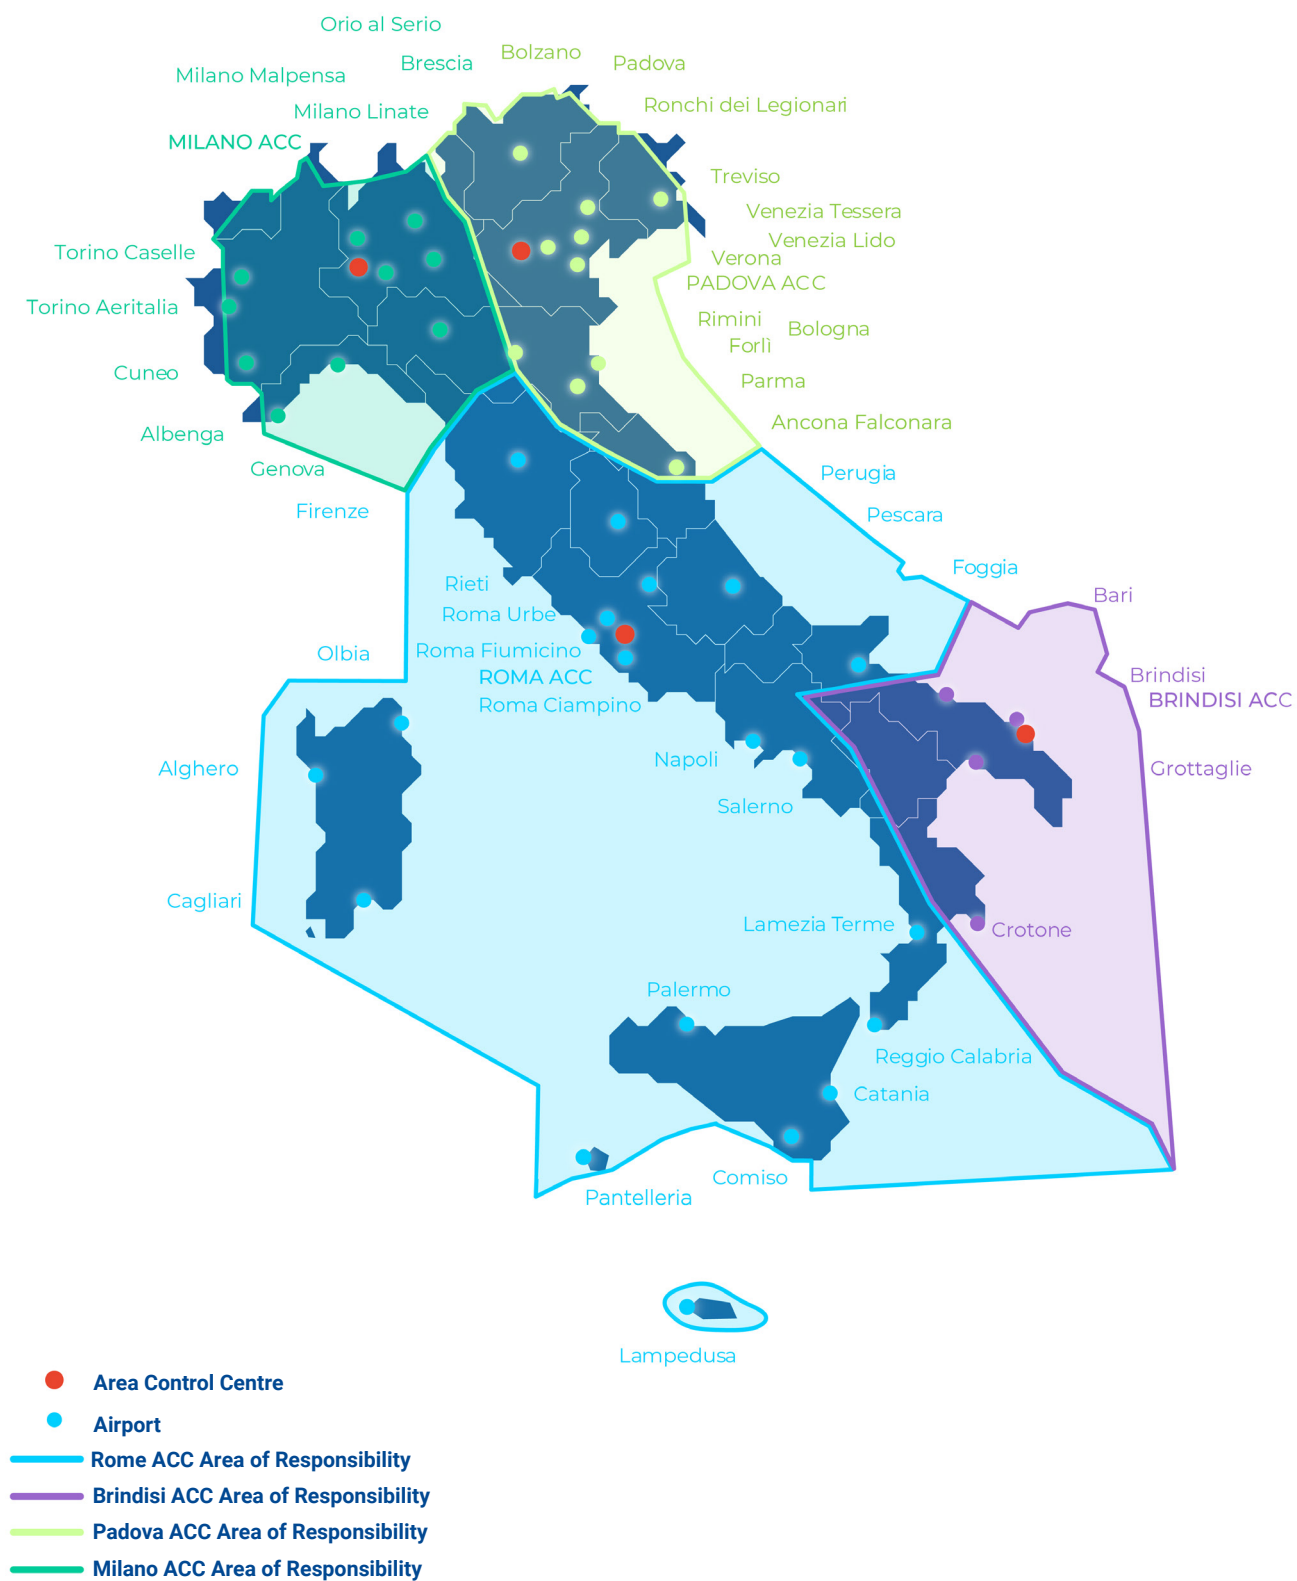 Orio al Serio
Bolzano
Brescia
Padova
Milano Malpensa
Ronchi dei Legionari
Milano Linate
MILANO ACC
Treviso
Venezia Tessera
Venezia Lido
Torino Caselle
Verona
PADOVA ACC
Torino Aeritalia
Rimini
Bologna
Forlì
Cuneo
Parma
Ancona Falconara
Albenga
Genova
Perugia
Firenze
Pescara
Foggia
Rieti
Bari
Roma Urbe
Roma Fiumicino
Olbia
Brindisi
ROMA ACC
BRINDISI ACC
Roma Ciampino
Napoli
Alghero
Grottaglie
Salerno
Cagliari
Lamezia Terme
Crotone
Palermo
Reggio Calabria
Catania
Comiso
Pantelleria
Lampedusa
Area Control Centre
Airport
Rome ACC Area of Responsibility
Brindisi ACC Area of Responsibility
Padova ACC Area of Responsibility
Milano ACC Area of Responsibility